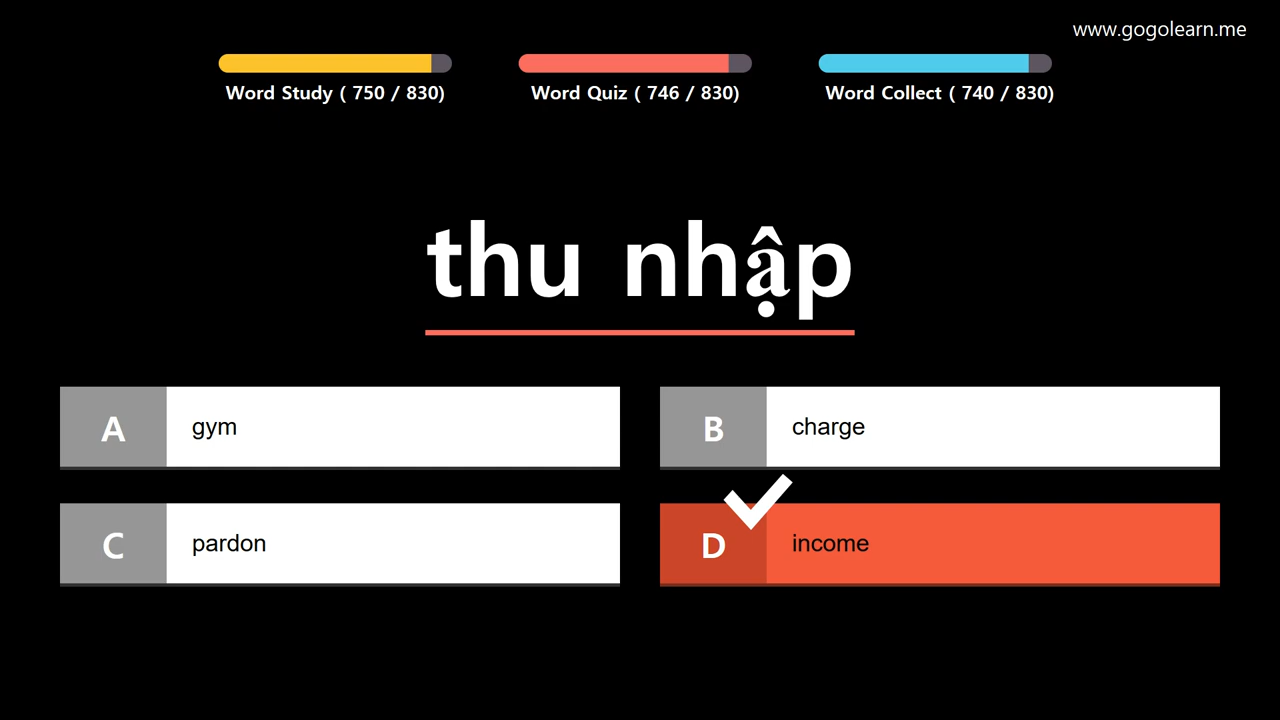 www.gogolearn.me
Word Study ( 750 / 830)
Word Quiz ( 746 / 830)
Word Collect ( 740 / 830)
thu nhập
A gym
B charge
C pardon
D income